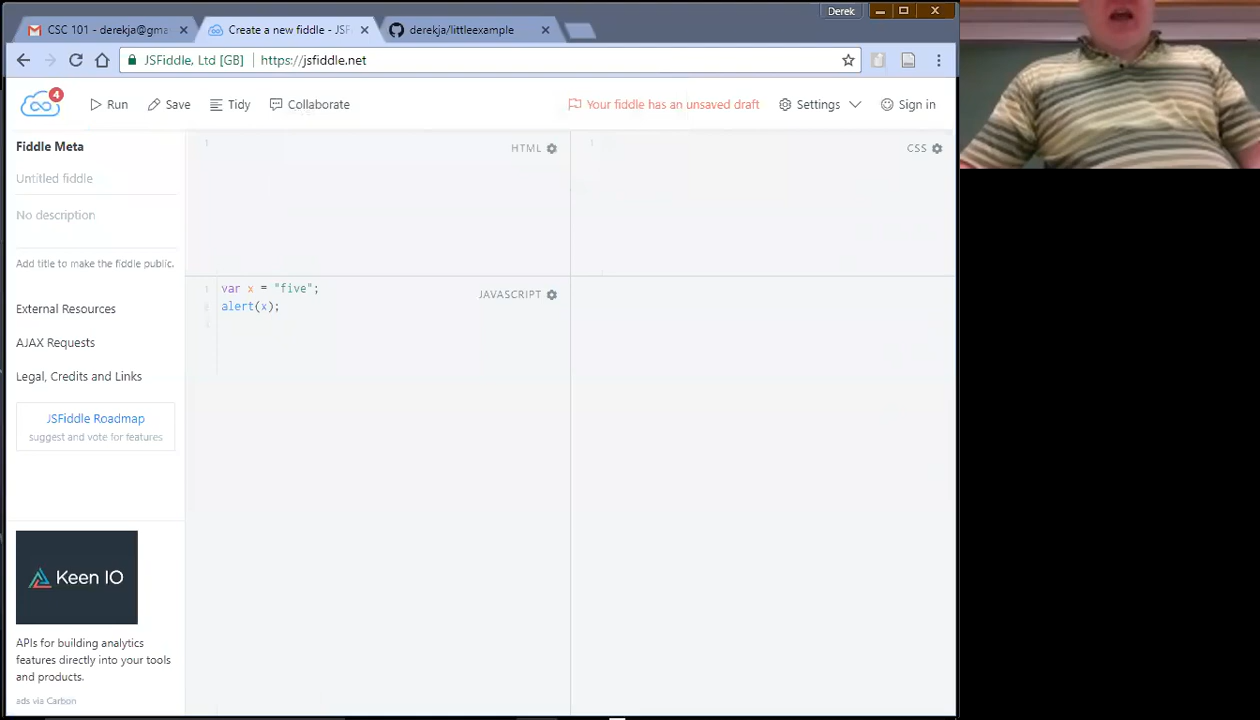 Derek
CSC 101 - derekja@gma
Create a new fiddle - JSF
derekja/littleexample
JSFiddle, Ltd [GB] https://jsfiddle.net
4
Run Save Tidy Collaborate Your fiddle has an unsaved draft Settings Sign in
Fiddle Meta
Untitled fiddle
No description
Add title to make the fiddle public.
External Resources
AJAX Requests
Legal, Credits and Links
JSFiddle Roadmap
suggest and vote for features
Keen IO
APIs for building analytics
features directly into your tools
and products.
ads via Carbon
1
HTML
1
CSS
var x = "five";
alert(x);
JAVASCRIPT